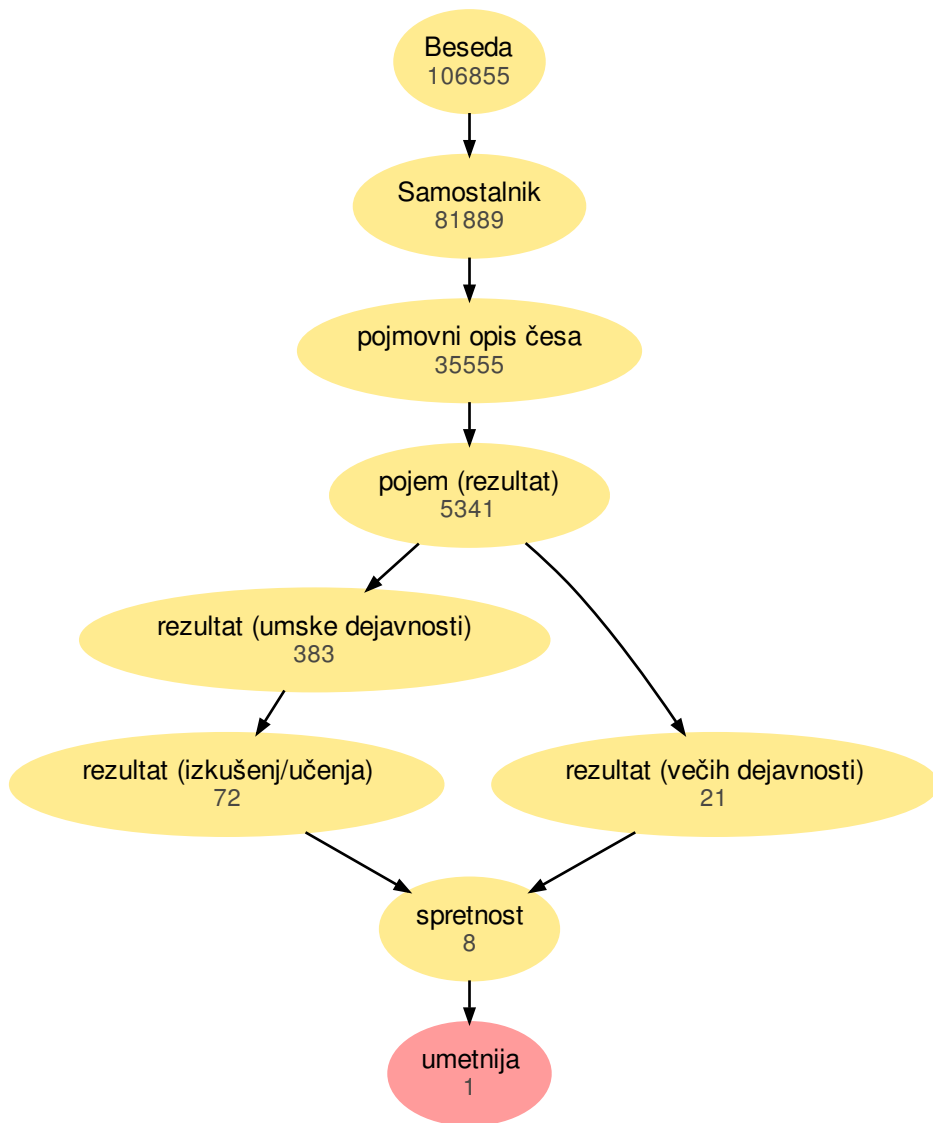 Beseda
106855
Samostalnik
81889
pojmovni opis česa
35555
pojem (rezultat)
5341
rezultat (umske dejavnosti)
383
rezultat (izkušenj/učenja)
72
rezultat (večih dejavnosti)
21
spretnost
8
umetnija
1